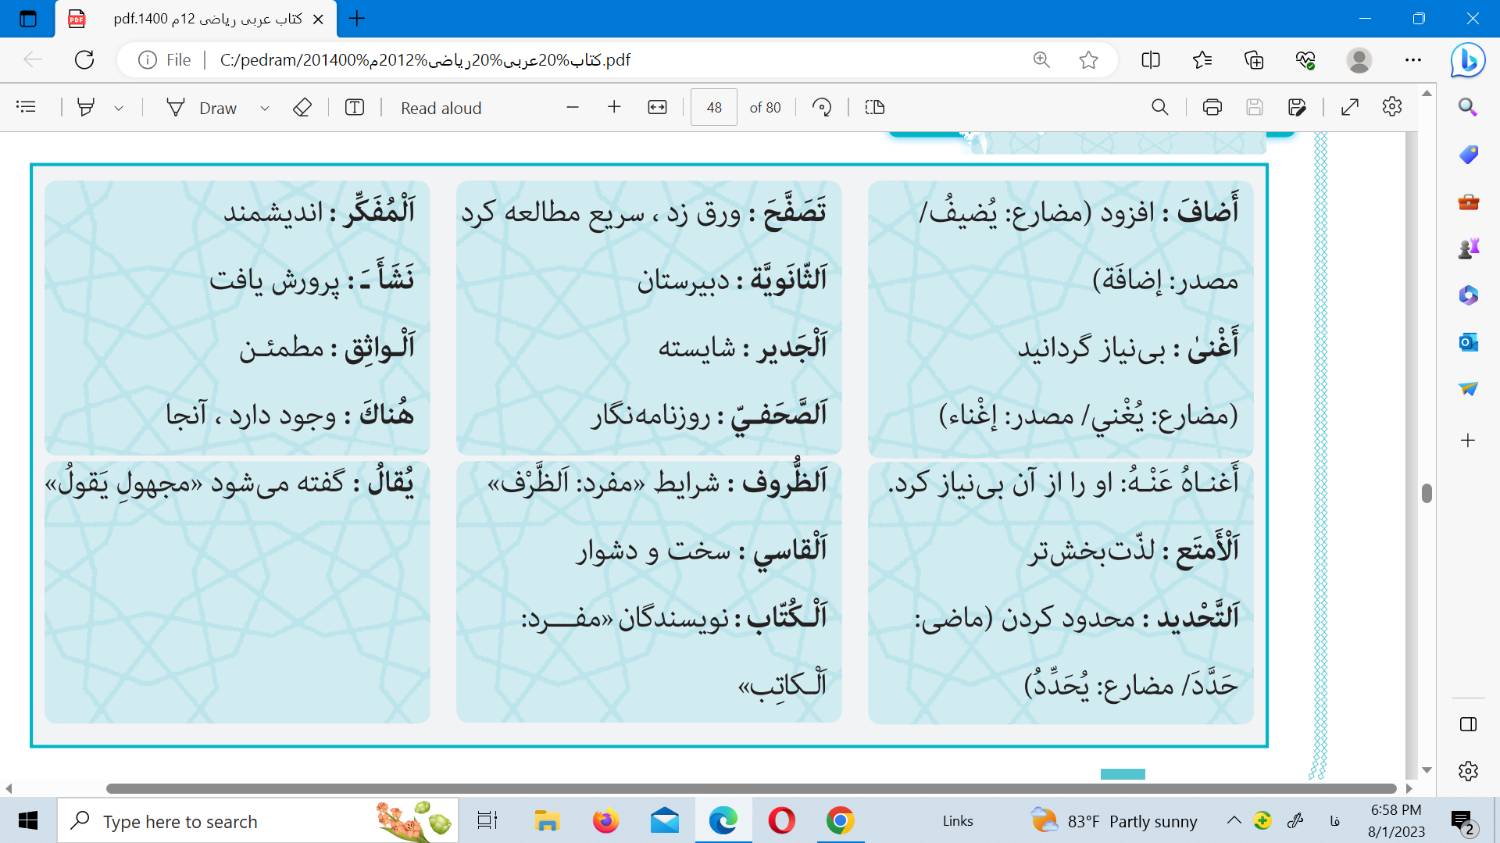 کتاب عربی ریاضی 12م 1400.pdf
File
C:/pedram/201400%کتاب%20عربی%20ریاضی%2012م.pdf
Draw
Read aloud
48
of 80
أَضافَ : افزود (مضارع: يُضيفُ/
مصدر: إضافَة)
أَغْنىٰ : بی‌نیاز گردانید
(مضارع: يُغْني/ مصدر: إغْناء)
أَغنـاهُ عَنْـهُ: او را از آن بی‌نیاز کرد.
اَلْأَمتَع : لذّت‌بخش‌تر
اَلتَّحْديد : محدود کردن (ماضی:
حَدَّدَ/ مضارع: يُحَدِّدُ)
تَصَفَّحَ : ورق زد ، سریع مطالعه کرد
اَلثّانَويَّة : دبیرستان
اَلْجَدير : شایسته
اَلصَّحَفـيّ : روزنامه‌نگار
اَلظُّروف : شرایط «مفرد: اَلظَّرْف»
اَلْقاسي : سخت و دشوار
اَلْـكُتّاب : نویسندگان «مفـــرد:
اَلْـكاتِب»
اَلْمُفَكِّر : اندیشمند
نَشَأَ ـَ : پرورش یافت
اَلْـواثِق : مطمئـن
هُناكَ : وجود دارد ، آنجا
يُقالُ : گفته می‌شود «مجهولِ يَقولُ»
Type here to search
Links
83°F Partly sunny
فا
6:58 PM
8/1/2023
2